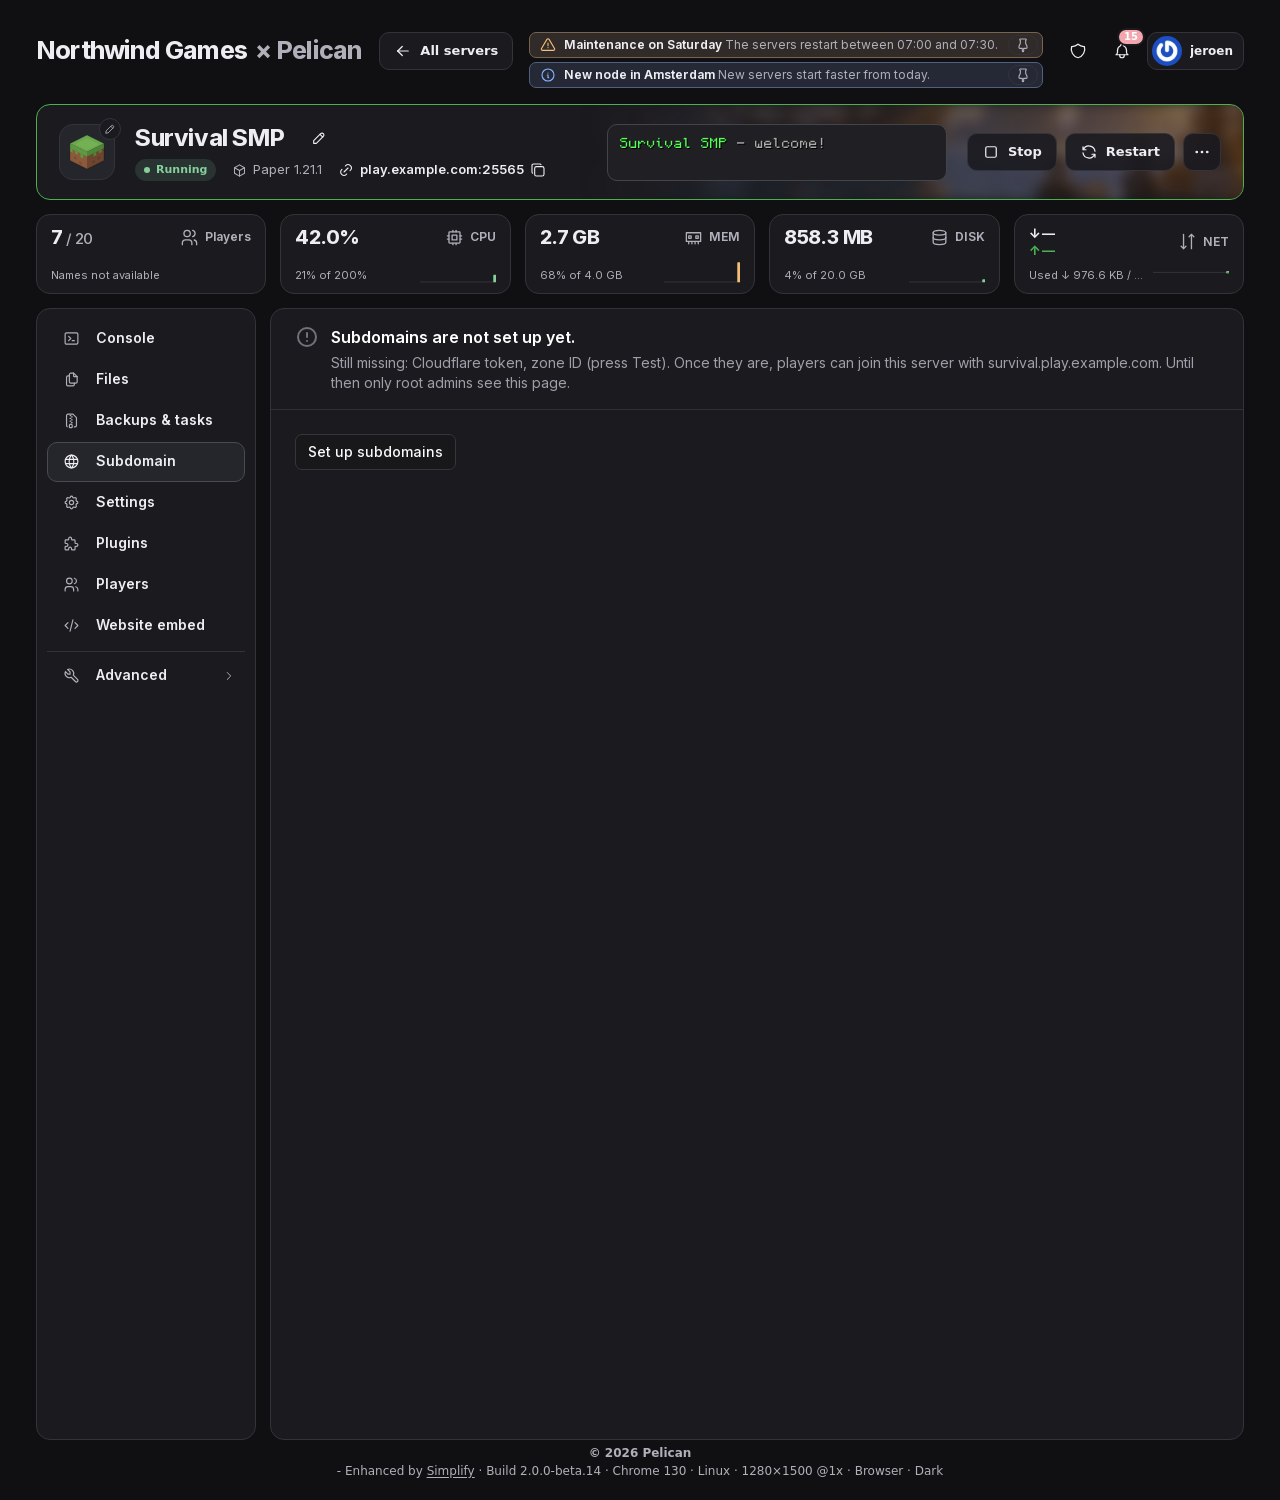 Northwind Games × Pelican
All servers
Maintenance on Saturday The servers restart between 07:00 and 07:30.
New node in Amsterdam New servers start faster from today.
15
jeroen
Survival SMP
Running
Paper 1.21.1
play.example.com:25565
Survival SMP - welcome!
Stop
Restart
7 / 20
Players
Names not available
42.0%
CPU
21% of 200%
2.7 GB
MEM
68% of 4.0 GB
858.3 MB
DISK
4% of 20.0 GB
↓—
↑—
NET
Used ↓ 976.6 KB / ...
Console
Files
Backups & tasks
Subdomain
Settings
Plugins
Players
Website embed
Advanced
Subdomains are not set up yet.
Still missing: Cloudflare token, zone ID (press Test). Once they are, players can join this server with survival.play.example.com. Until
then only root admins see this page.
Set up subdomains
© 2026 Pelican
- Enhanced by Simplify · Build 2.0.0-beta.14 · Chrome 130 · Linux · 1280×1500 @1x · Browser · Dark